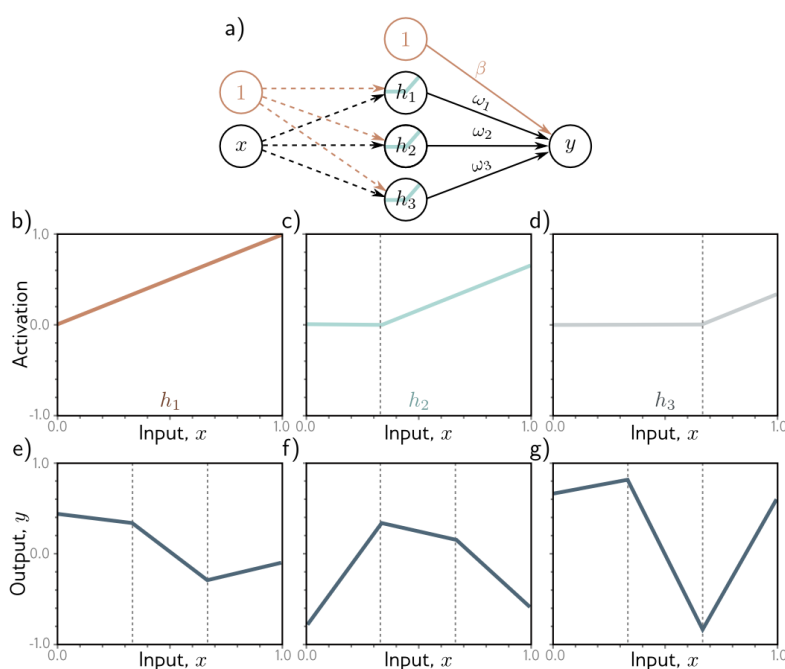 a)
1
β
1
h₁
ω₁
x
h₂
ω₂
y
h₃
ω₃
b)
c)
d)
Activation
1.0
0.0
-1.0
h₁
h₂
h₃
0.0
1.0
0.0
1.0
0.0
1.0
Input, x
Input, x
Input, x
e)
f)
g)
Output, y
1.0
0.0
-1.0
0.0
1.0
0.0
1.0
0.0
1.0
Input, x
Input, x
Input, x